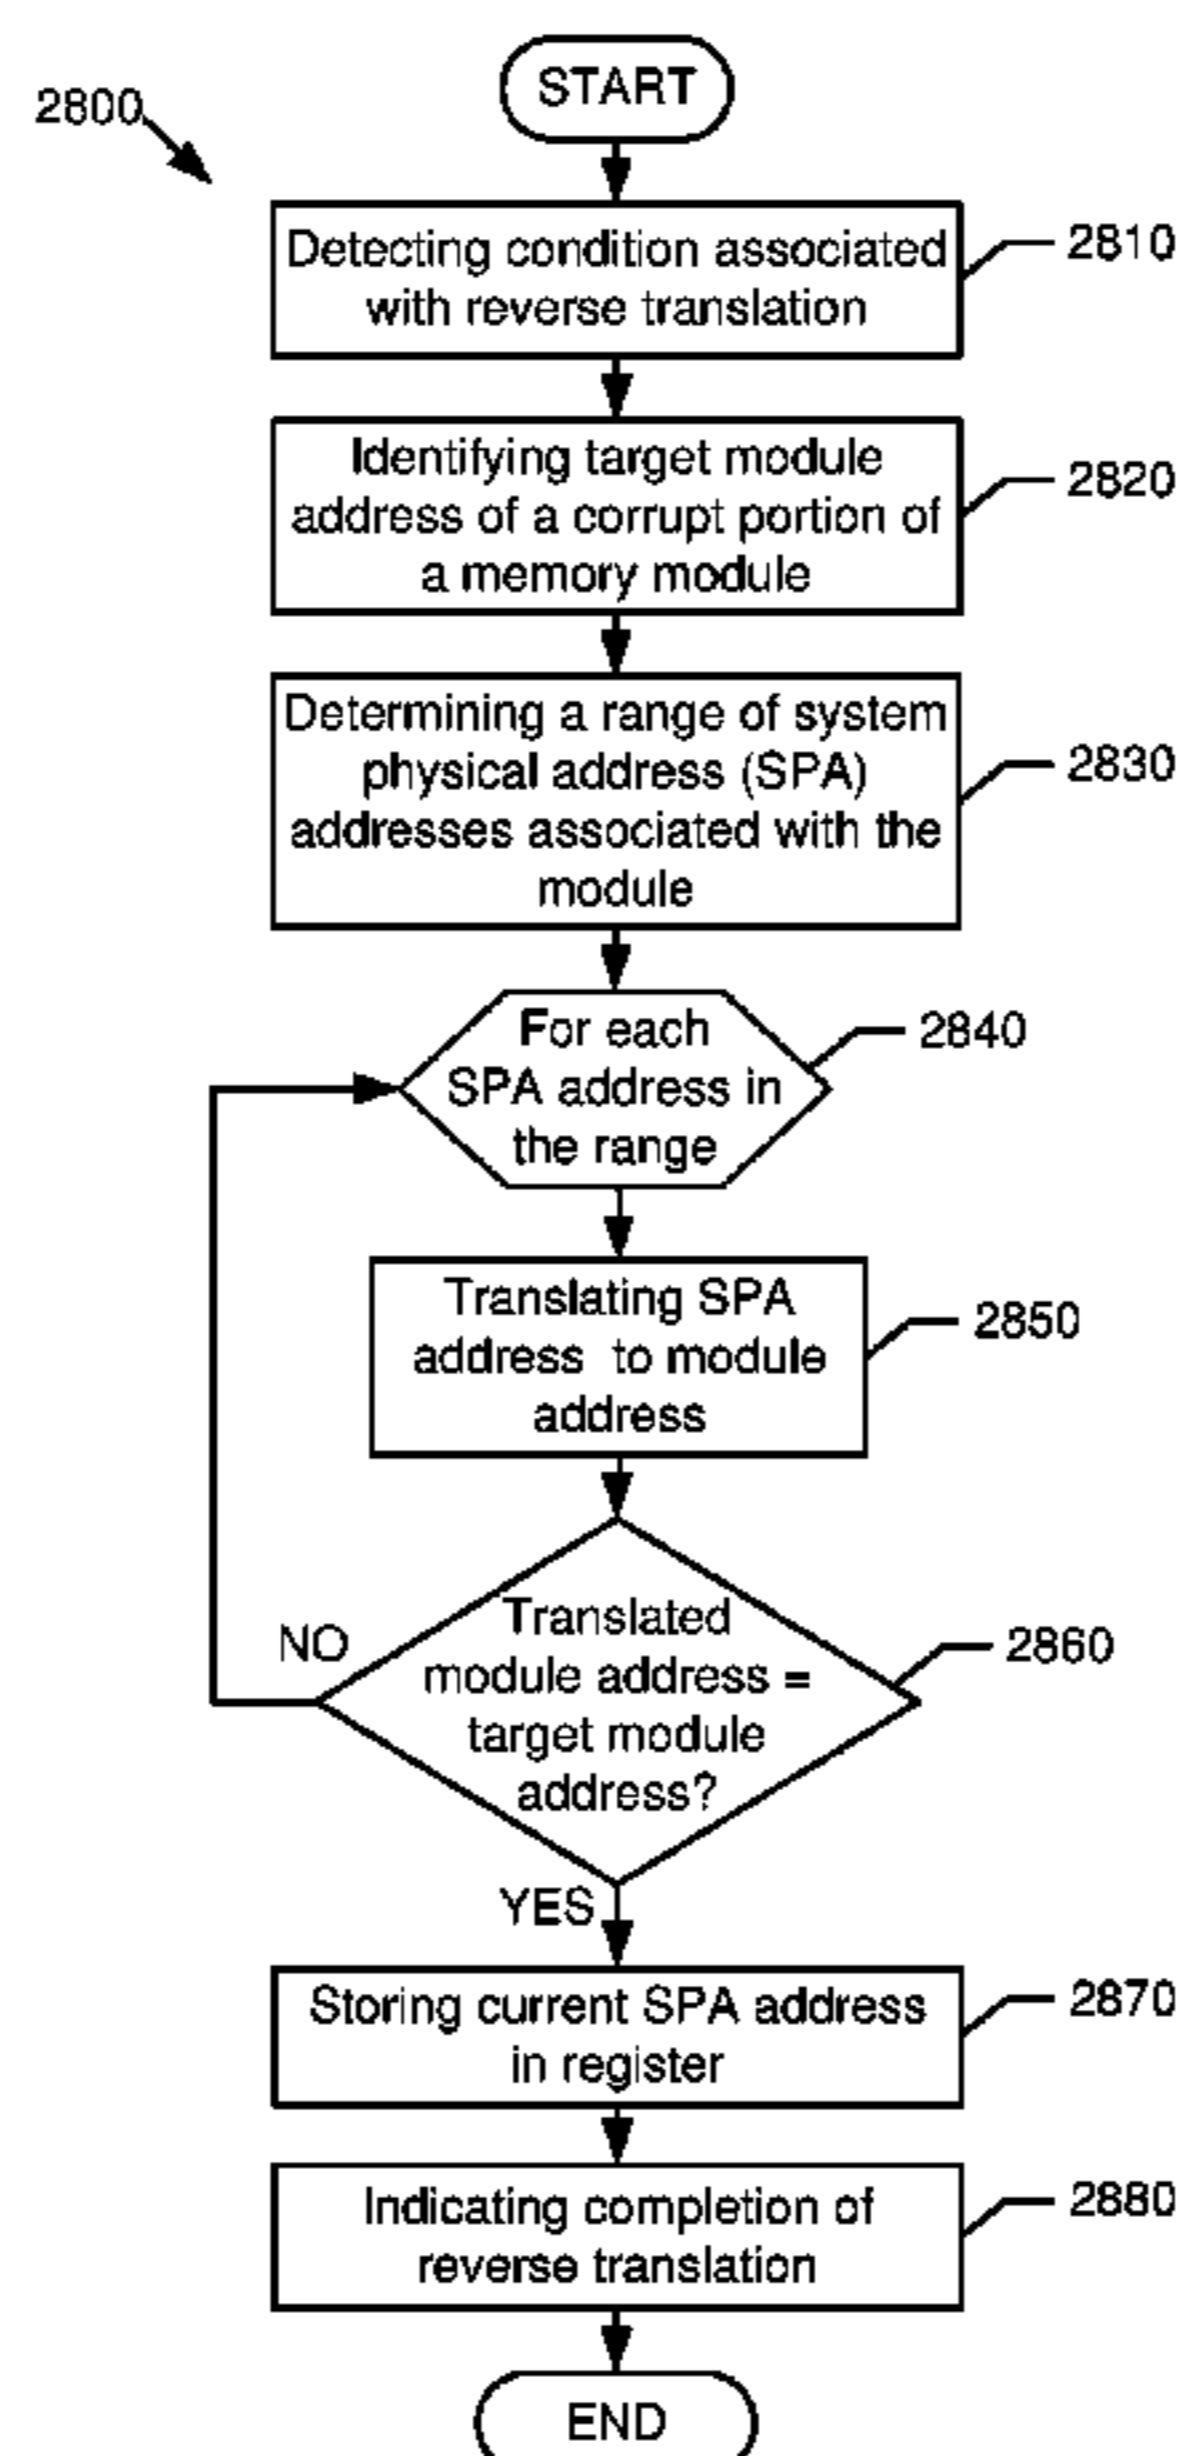 START
2800
Detecting condition associated
with reverse translation
2810
Identifying target module
address of a corrupt portion of
a memory module
2820
Determining a range of system
physical address (SPA)
addresses associated with the
module
2830
For each
SPA address in
the range
2840
Translating SPA
address to module
address
2850
Translated
module address =
target module
address?
2860
NO
YES
Storing current SPA address
in register
2870
Indicating completion of
reverse translation
2880
END